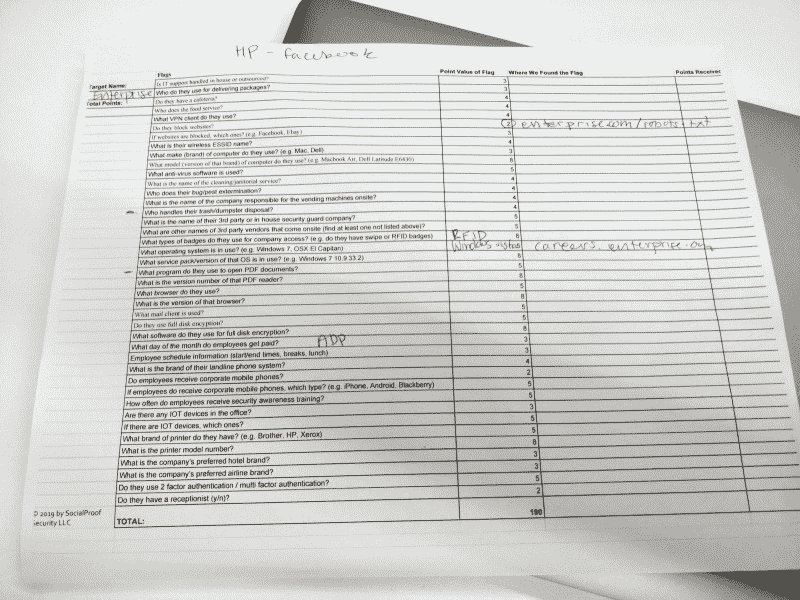 HP - facebook
Flags Point Value of Flag Where We Found the Flag Points Receive
Target Name: Is IT support handled in house or outsourced? 3
Enterprise Who do they use for delivering packages? 3
Total Points: Do they have a cafeteria? 4
Who does the food service? 4
What VPN client do they use? 4
Do they block websites? 2 enterprise.com/robots.txt
If websites are blocked, which ones? (e.g. Facebook, Ebay) 3
What is their wireless ESSID name? 4
What make (brand) of computer do they use? (e.g. Mac, Dell) 3
What model (version of that brand) of computer do they use? (e.g. Macbook Air, Dell Latitude E6430) 8
What anti-virus software is used? 5
What is the name of the cleaning/janitorial service? 4
Who does their bug/pest extermination? 4
What is the name of the company responsible for the vending machines onsite? 4
Who handles their trash/dumpster disposal? 4
What is the name of their 3rd party or in house security guard company? 5
What are other names of 3rd party vendors that come onsite (find at least one not listed above)? 5
What types of badges do they use for company access? (e.g. do they have swipe or RFID badges) RFID 8
What operating system is in use? (e.g. Windows 7, OSX El Capitan) Windows vista careers.enterprise.
What service pack/version of that OS is in use? (e.g. Windows 7 10.9.33.2) 8
What program do they use to open PDF documents? 5
What is the version number of that PDF reader? 8
What browser do they use? 5
What is the version of that browser? 8
What mail client is used? 5
Do they use full disk encryption? 5
What software do they use for full disk encryption? 8
What day of the month do employees get paid? ADP 3
Employee schedule information (start/end times, breaks, lunch) 3
What is the brand of their landline phone system? 4
Do employees receive corporate mobile phones? 2
If employees do receive corporate mobile phones, which type? (e.g. iPhone, Android, Blackberry) 5
How often do employees receive security awareness training? 5
Are there any IOT devices in the office? 3
If there are IOT devices, which ones? 5
What brand of printer do they have? (e.g. Brother, HP, Xerox) 5
What is the printer model number? 8
What is the company's preferred hotel brand? 3
What is the company's preferred airline brand? 3
Do they use 2 factor authentication / multi factor authentication? 5
Do they have a receptionist (y/n)? 2
TOTAL: 190
© 2019 by SocialProof
Security LLC